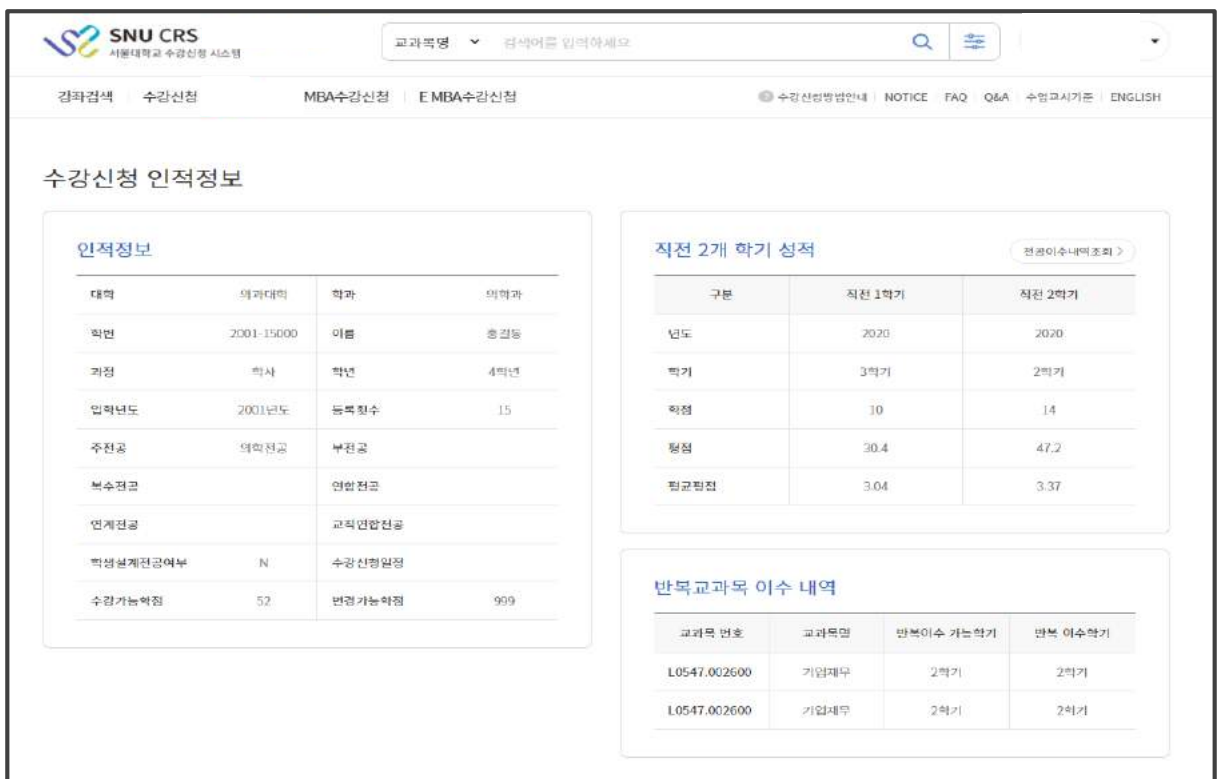 SNU CRS
서울대학교 수강신청 시스템
교과목명
검색어를 입력하세요
강좌검색 수강신청 MBA수강신청 E MBA수강신청
수강신청방법안내 NOTICE FAQ Q&A 수업교시기준 ENGLISH
수강신청 인적정보
인적정보
대학 의과대학 학과 의학과
학번 2001-15000 이름 홍길동
과정 학사 학년 4학년
입학년도 2001년도 등록횟수 15
주전공 의학전공 부전공
복수전공 연합전공
연계전공 교직연합전공
학생설계전공여부 N 수강신청일정
수강가능학점 52 변경가능학점 999
직전 2개 학기 성적
전공이수내역조회 >
구분 직전 1학기 직전 2학기
년도 2020 2020
학기 3학기 2학기
학점 10 14
평점 30.4 47.2
평균평점 3.04 3.37
반복교과목 이수 내역
교과목 번호 교과목명 반복이수 가능학기 반복 이수학기
L0547.002600 기업재무 2학기 2학기
L0547.002600 기업재무 2학기 2학기